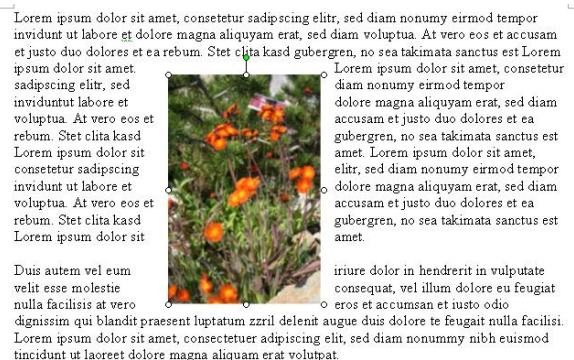 Lorem ipsum dolor sit amet, consetetur sadipscing elitr, sed diam nonumy eirmod tempor
invidunt ut labore et dolore magna aliquyam erat, sed diam voluptua. At vero eos et accusam
et justo duo dolores et ea rebum. Stet clita kasd gubergren, no sea takimata sanctus est Lorem
ipsum dolor sit amet. Lorem ipsum dolor sit amet, consetetur
sadipscing elitr, sed diam nonumy eirmod tempor
inviduntut labore et dolore magna aliquyam erat, sed diam
voluptua. At vero eos et accusam et justo duo dolores et ea
rebum. Stet clita kasd gubergren, no sea takimata sanctus est
Lorem ipsum dolor sit amet. Lorem ipsum dolor sit amet,
consetetur sadipscing elitr, sed diam nonumy eirmod tempor
invidunt ut labore et dolore magna aliquyam erat, sed diam
voluptua. At vero eos et accusam et justo duo dolores et ea
rebum. Stet clita kasd gubergren, no sea takimata sanctus est
Lorem ipsum dolor sit amet.
Duis autem vel eum iriure dolor in hendrerit in vulputate
velit esse molestie consequat, vel illum dolore eu feugiat
nulla facilisis at vero eros et accumsan et iusto odio
dignissim qui blandit praesent luptatum zzril delenit augue duis dolore te feugait nulla facilisi.
Lorem ipsum dolor sit amet, consectetuer adipiscing elit, sed diam nonummy nibh euismod
tincidunt ut laoreet dolore magna aliquam erat volutpat.